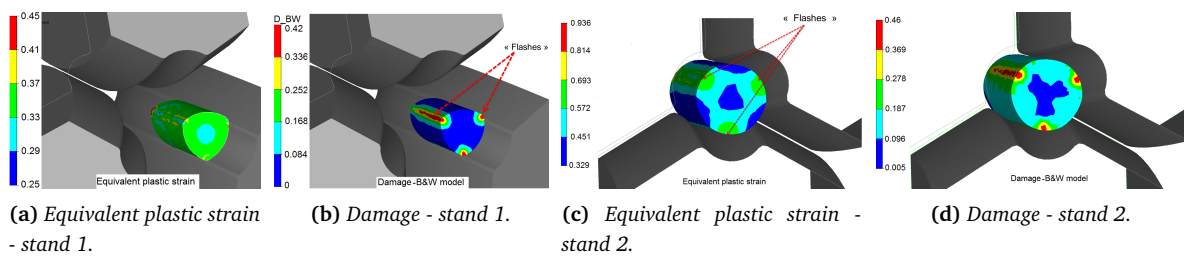 0.45
0.41
0.37
0.33
0.29
0.25
Equivalent plastic strain
D_BW
0.42
0.336
0.252
0.168
0.084
0
« Flashes »
Damage -B&W model
0.936
0.814
0.693
0.572
0.451
0.329
« Flashes »
Equivalent plastic strain
0.46
0.369
0.278
0.187
0.096
0.005
Damage -B&W model
(a) Equivalent plastic strain
- stand 1.
(b) Damage - stand 1.
(c) Equivalent plastic strain -
stand 2.
(d) Damage - stand 2.